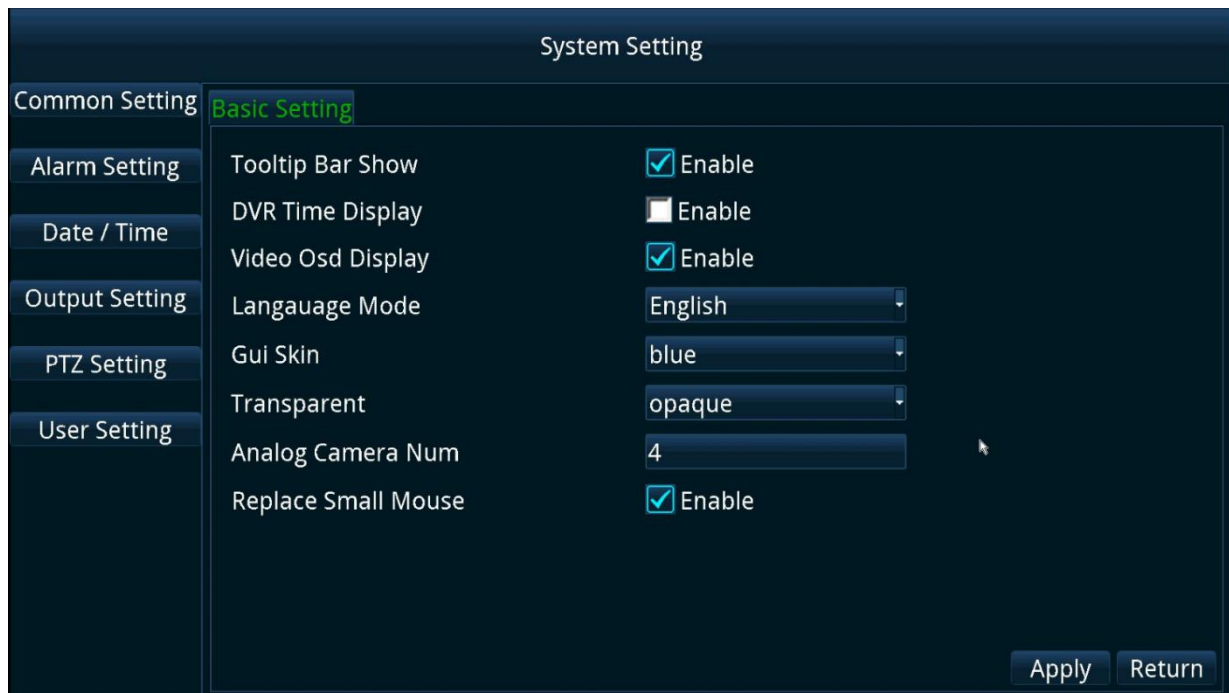 System Setting
Common Setting
Alarm Setting
Date / Time
Output Setting
PTZ Setting
User Setting
Basic Setting
Tooltip Bar Show Enable
DVR Time Display Enable
Video Osd Display Enable
Langauage Mode English
Gui Skin blue
Transparent opaque
Analog Camera Num 4
Replace Small Mouse Enable
Apply Return